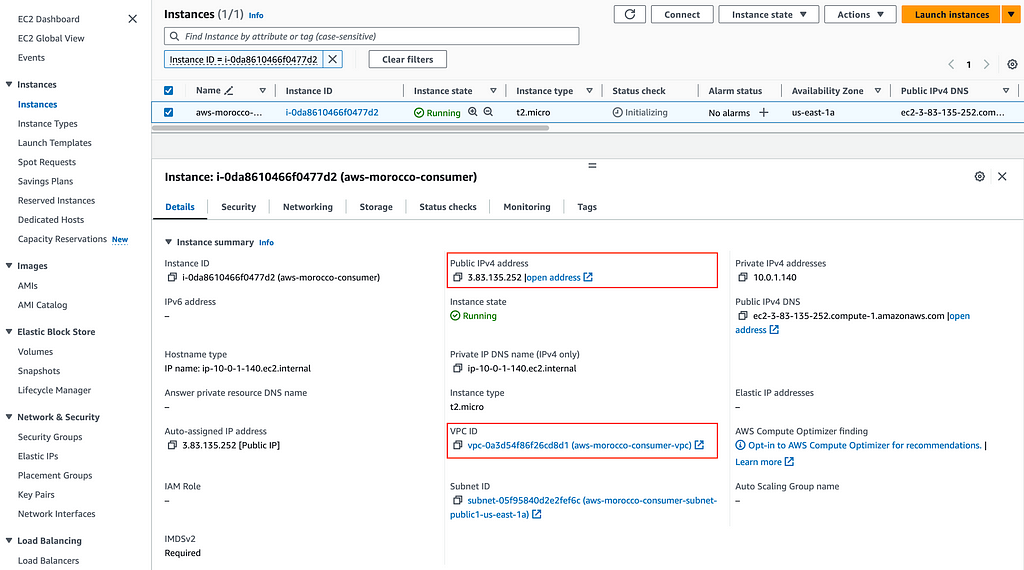 EC2 Dashboard
EC2 Global View
Events
Instances
Instances
Instance Types
Launch Templates
Spot Requests
Savings Plans
Reserved Instances
Dedicated Hosts
Capacity Reservations New
Images
AMIs
AMI Catalog
Elastic Block Store
Volumes
Snapshots
Lifecycle Manager
Network & Security
Security Groups
Elastic IPs
Placement Groups
Key Pairs
Network Interfaces
Load Balancing
Load Balancers
Instances (1/1) Info
Connect
Instance state
Actions
Launch instances
Find Instance by attribute or tag (case-sensitive)
Instance ID = i-0da8610466f0477d2
Clear filters
1
Name Instance ID Instance state Instance type Status check Alarm status Availability Zone Public IPv4 DNS
aws-morocco-... i-0da8610466f0477d2 Running t2.micro Initializing No alarms us-east-1a ec2-3-83-135-252.com...
Instance: i-0da8610466f0477d2 (aws-morocco-consumer)
Details Security Networking Storage Status checks Monitoring Tags
Instance summary Info
Instance ID
i-0da8610466f0477d2 (aws-morocco-consumer)
Public IPv4 address
3.83.135.252 |open address
Private IPv4 addresses
10.0.1.140
IPv6 address
–
Instance state
Running
Public IPv4 DNS
ec2-3-83-135-252.compute-1.amazonaws.com |open
address
Hostname type
IP name: ip-10-0-1-140.ec2.internal
Private IP DNS name (IPv4 only)
ip-10-0-1-140.ec2.internal
Answer private resource DNS name
–
Instance type
t2.micro
Elastic IP addresses
–
Auto-assigned IP address
3.83.135.252 [Public IP]
VPC ID
vpc-0a3d54f86f26cd8d1 (aws-morocco-consumer-vpc)
AWS Compute Optimizer finding
Opt-in to AWS Compute Optimizer for recommendations. |
Learn more
IAM Role
–
Subnet ID
subnet-05f95840d2e2fef6c (aws-morocco-consumer-subnet-
public1-us-east-1a)
Auto Scaling Group name
–
IMDSv2
Required